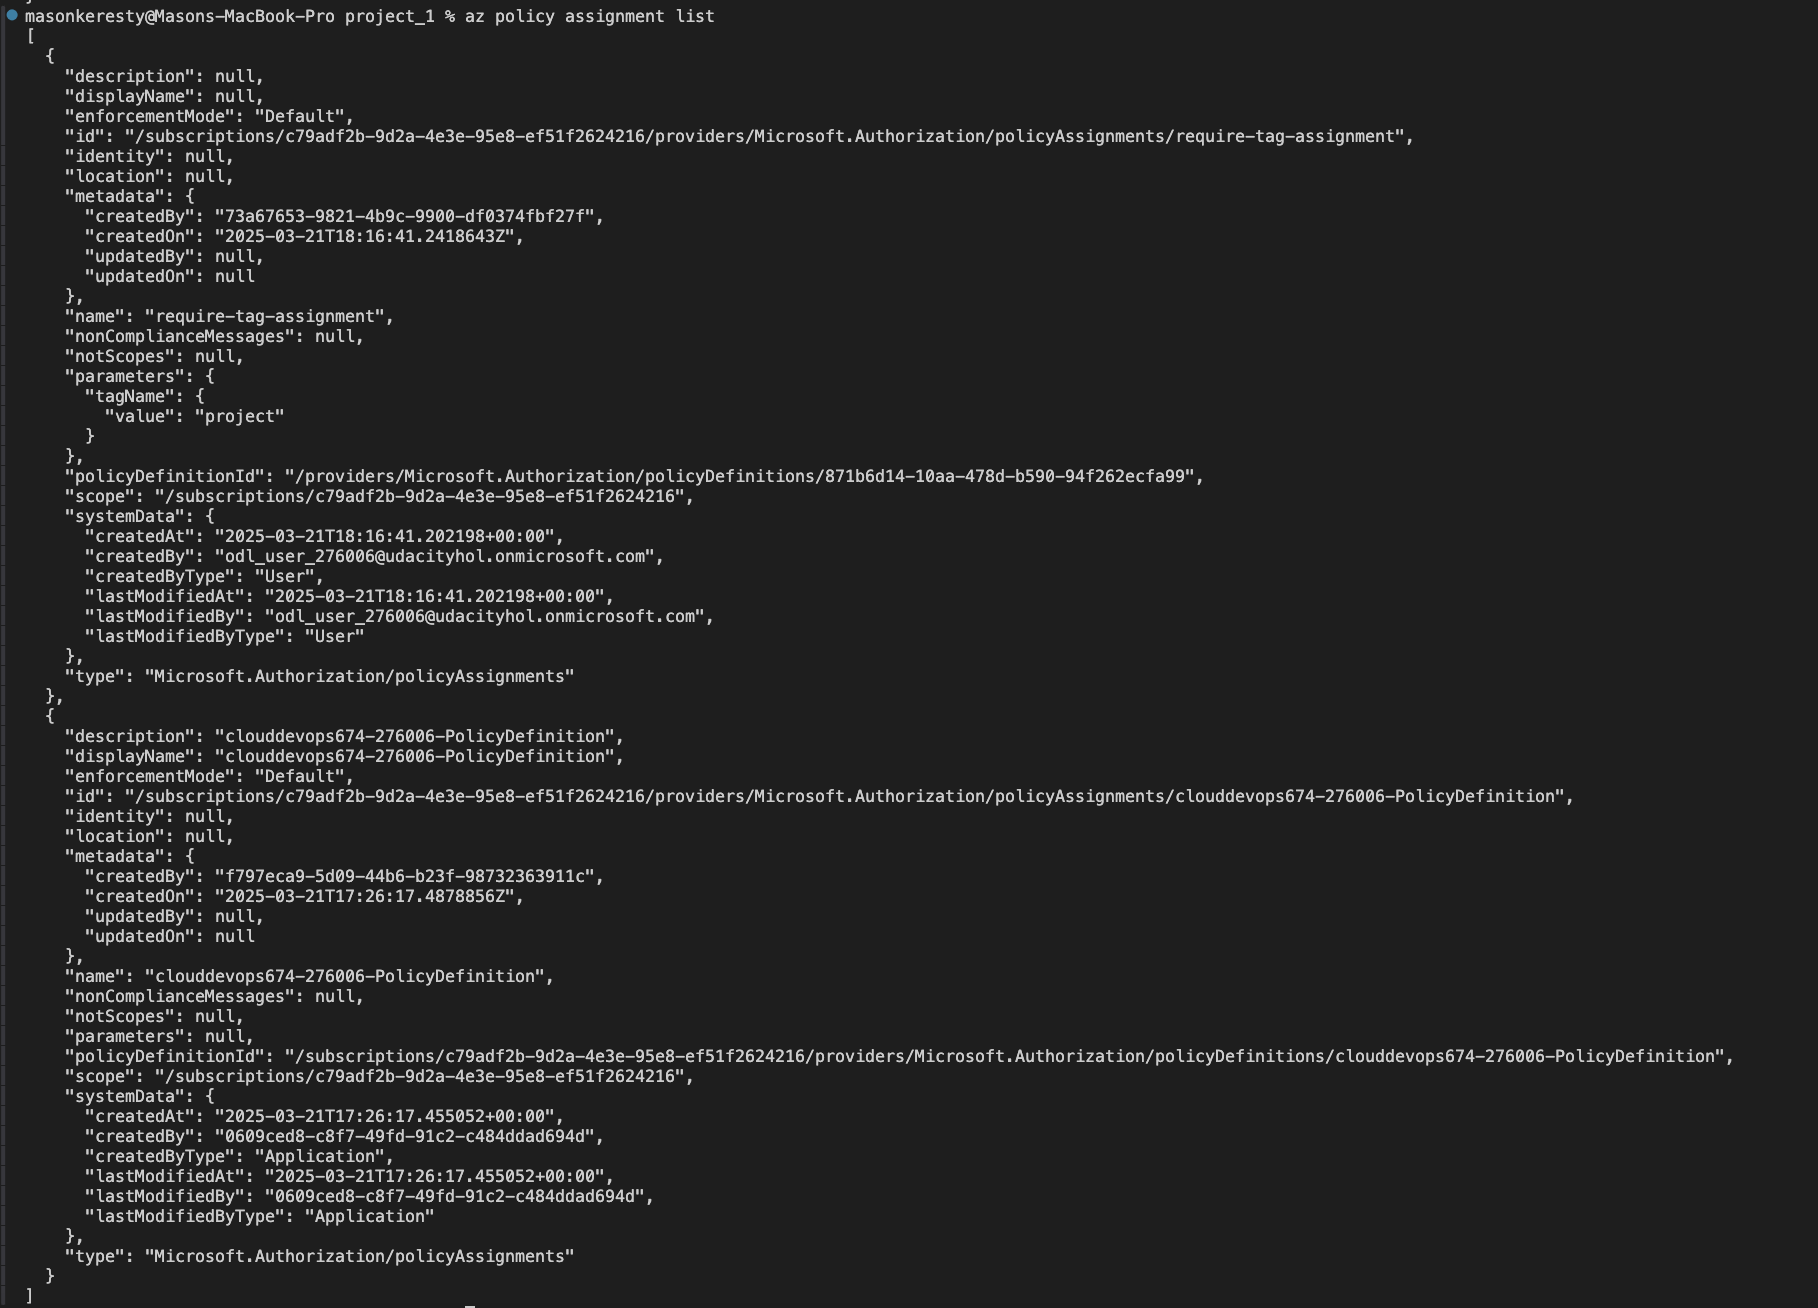 masonkeresty@Masons-MacBook-Pro project_1 % az policy assignment list
[
  {
    "description": null,
    "displayName": null,
    "enforcementMode": "Default",
    "id": "/subscriptions/c79adf2b-9d2a-4e3e-95e8-ef51f2624216/providers/Microsoft.Authorization/policyAssignments/require-tag-assignment",
    "identity": null,
    "location": null,
    "metadata": {
      "createdBy": "73a67653-9821-4b9c-9900-df0374fbf27f",
      "createdOn": "2025-03-21T18:16:41.2418643Z",
      "updatedBy": null,
      "updatedOn": null
    },
    "name": "require-tag-assignment",
    "nonComplianceMessages": null,
    "notScopes": null,
    "parameters": {
      "tagName": {
        "value": "project"
      }
    },
    "policyDefinitionId": "/providers/Microsoft.Authorization/policyDefinitions/871b6d14-10aa-478d-b590-94f262ecfa99",
    "scope": "/subscriptions/c79adf2b-9d2a-4e3e-95e8-ef51f2624216",
    "systemData": {
      "createdAt": "2025-03-21T18:16:41.202198+00:00",
      "createdBy": "odl_user_276006@udacityhol.onmicrosoft.com",
      "createdByType": "User",
      "lastModifiedAt": "2025-03-21T18:16:41.202198+00:00",
      "lastModifiedBy": "odl_user_276006@udacityhol.onmicrosoft.com",
      "lastModifiedByType": "User"
    },
    "type": "Microsoft.Authorization/policyAssignments"
  },
  {
    "description": "clouddevops674-276006-PolicyDefinition",
    "displayName": "clouddevops674-276006-PolicyDefinition",
    "enforcementMode": "Default",
    "id": "/subscriptions/c79adf2b-9d2a-4e3e-95e8-ef51f2624216/providers/Microsoft.Authorization/policyAssignments/clouddevops674-276006-PolicyDefinition",
    "identity": null,
    "location": null,
    "metadata": {
      "createdBy": "f797eca9-5d09-44b6-b23f-98732363911c",
      "createdOn": "2025-03-21T17:26:17.4878856Z",
      "updatedBy": null,
      "updatedOn": null
    },
    "name": "clouddevops674-276006-PolicyDefinition",
    "nonComplianceMessages": null,
    "notScopes": null,
    "parameters": null,
    "policyDefinitionId": "/subscriptions/c79adf2b-9d2a-4e3e-95e8-ef51f2624216/providers/Microsoft.Authorization/policyDefinitions/clouddevops674-276006-PolicyDefinition",
    "scope": "/subscriptions/c79adf2b-9d2a-4e3e-95e8-ef51f2624216",
    "systemData": {
      "createdAt": "2025-03-21T17:26:17.455052+00:00",
      "createdBy": "0609ced8-c8f7-49fd-91c2-c484ddad694d",
      "createdByType": "Application",
      "lastModifiedAt": "2025-03-21T17:26:17.455052+00:00",
      "lastModifiedBy": "0609ced8-c8f7-49fd-91c2-c484ddad694d",
      "lastModifiedByType": "Application"
    },
    "type": "Microsoft.Authorization/policyAssignments"
  }
]